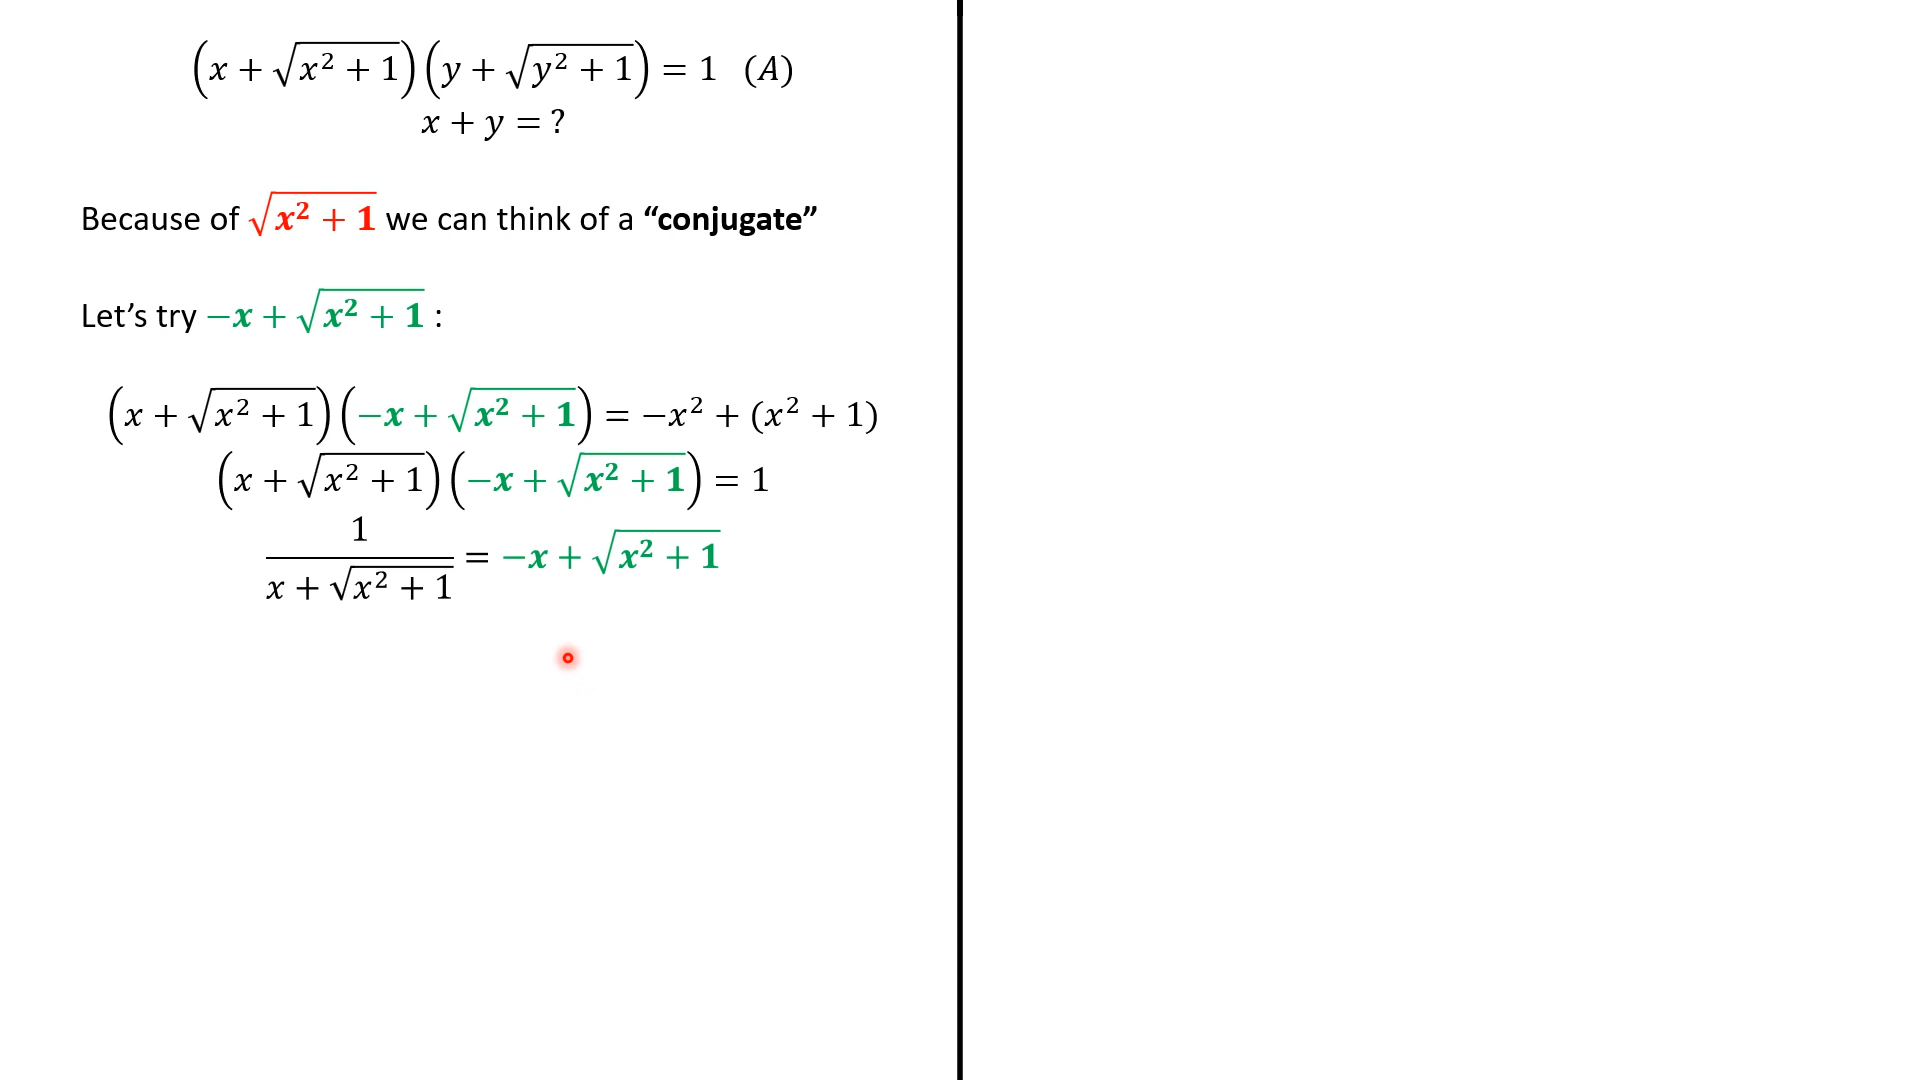 (x + √(x² + 1))(y + √(y² + 1)) = 1 (A)
x + y = ?
Because of √(x² + 1) we can think of a “conjugate”
Let’s try −x + √(x² + 1) :
(x + √(x² + 1))(−x + √(x² + 1)) = −x² + (x² + 1)
(x + √(x² + 1))(−x + √(x² + 1)) = 1
1/(x + √(x² + 1)) = −x + √(x² + 1)